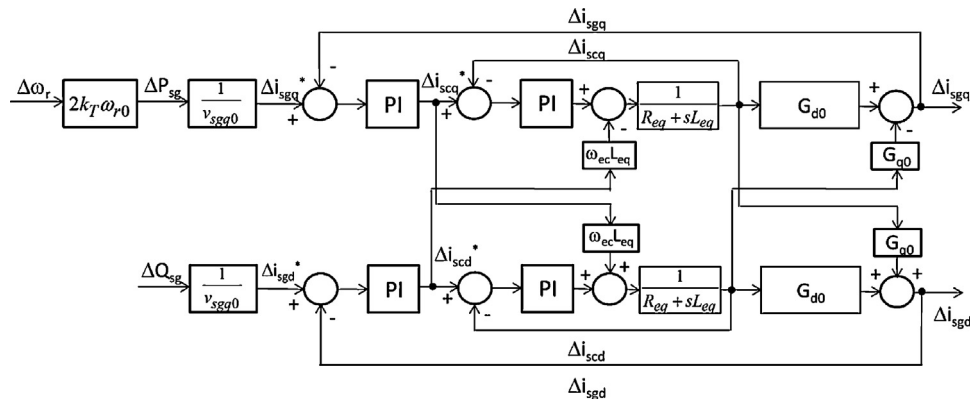 Δi_sgq
Δi_scq
Δω_r
2k_Tω_r0
ΔP_sg
1
v_sgq0
Δi_sgq*
-
+
PI
Δi_scq*
-
+
PI
+
-
1
R_eq + sL_eq
G_d0
+
-
Δi_sgq
ω_ec L_eq
G_q0
ω_ec L_eq
G_q0
ΔQ_sg
1
v_sgq0
Δi_sgd*
+
-
PI
Δi_scd*
+
-
PI
+
+
1
R_eq + sL_eq
G_d0
+
+
Δi_sgd
Δi_scd
Δi_sgd